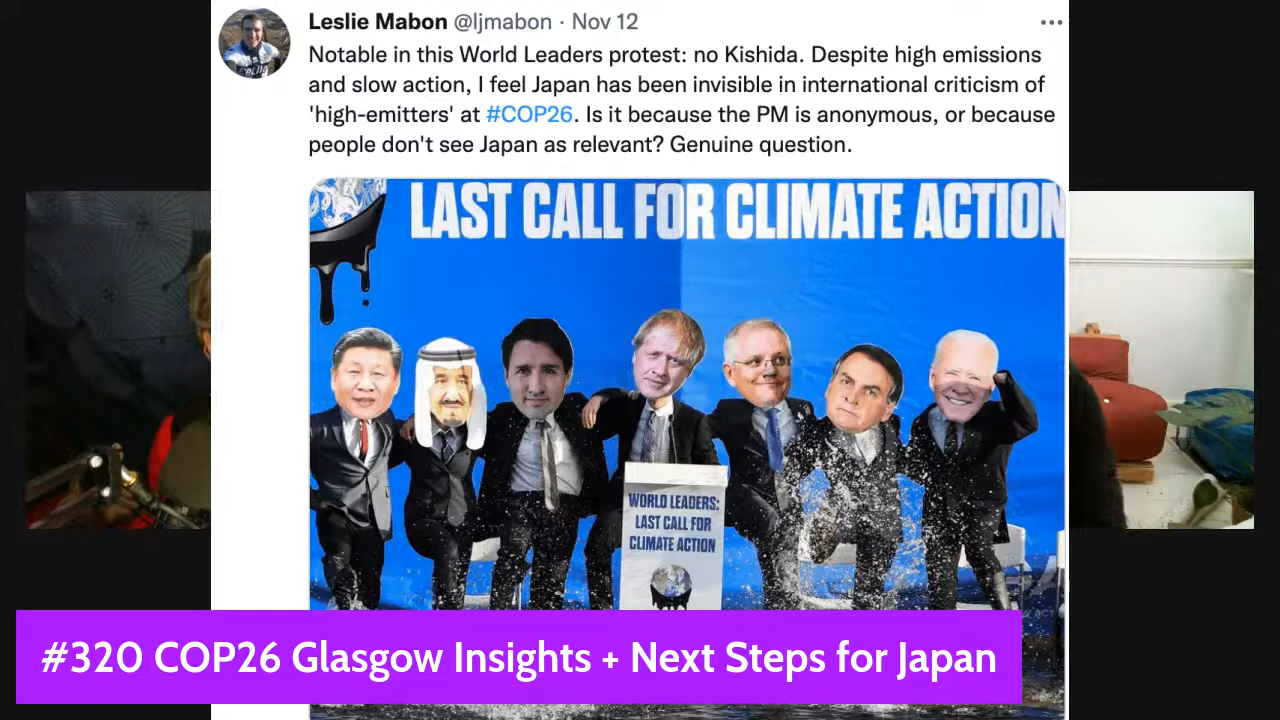 Leslie Mabon @ljmabon · Nov 12
Notable in this World Leaders protest: no Kishida. Despite high emissions
and slow action, I feel Japan has been invisible in international criticism of
'high-emitters' at #COP26. Is it because the PM is anonymous, or because
people don't see Japan as relevant? Genuine question.
LAST CALL FOR CLIMATE ACTION
WORLD LEADERS:
LAST CALL FOR
CLIMATE ACTION
#320 COP26 Glasgow Insights + Next Steps for Japan